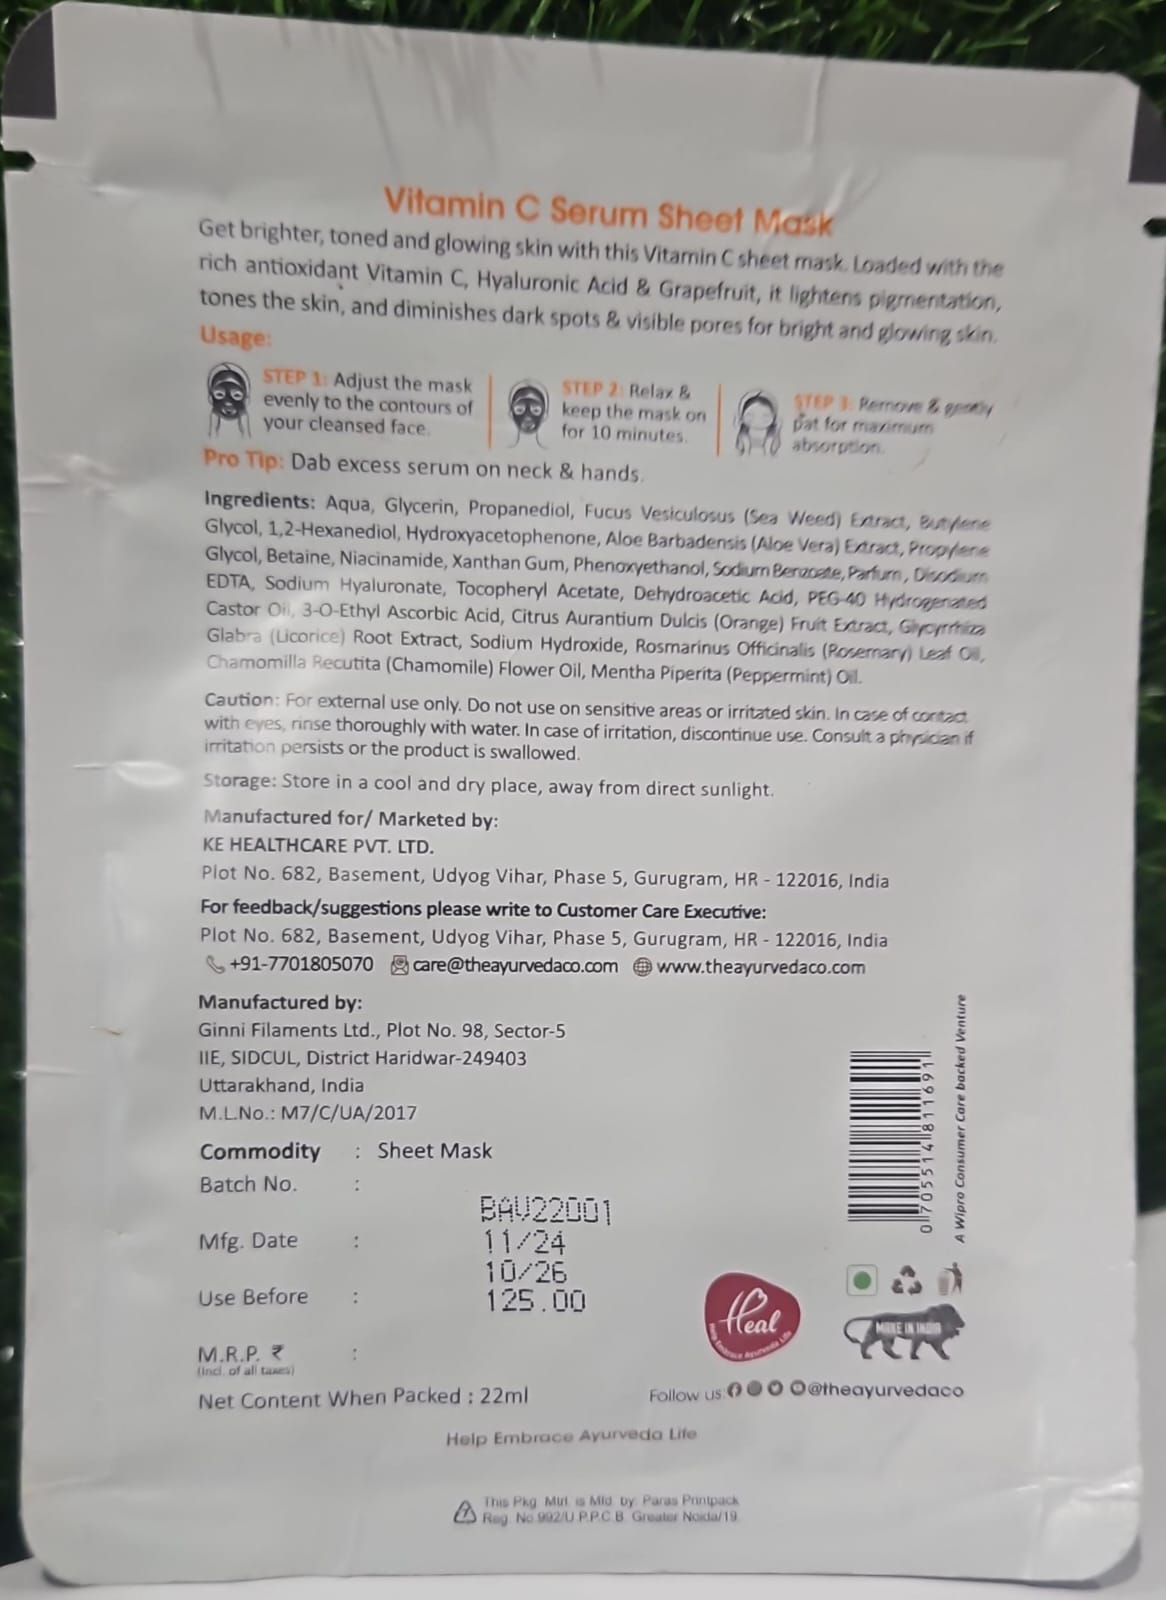 Vitamin C Serum Sheet Mask
Get brighter, toned and glowing skin with this Vitamin C sheet mask. Loaded with the
rich antioxidant Vitamin C, Hyaluronic Acid & Grapefruit, it lightens pigmentation,
tones the skin, and diminishes dark spots & visible pores for bright and glowing skin.
Usage:
STEP 1: Adjust the mask
evenly to the contours of
your cleansed face.
STEP 2: Relax &
keep the mask on
for 10 minutes.
STEP 3: Remove & gently
pat for maximum
absorption.
Pro Tip: Dab excess serum on neck & hands.
Ingredients: Aqua, Glycerin, Propanediol, Fucus Vesiculosus (Sea Weed) Extract, Butylene
Glycol, 1,2-Hexanediol, Hydroxyacetophenone, Aloe Barbadensis (Aloe Vera) Extract, Propylene
Glycol, Betaine, Niacinamide, Xanthan Gum, Phenoxyethanol, Sodium Benzoate, Parfum, Disodium
EDTA, Sodium Hyaluronate, Tocopheryl Acetate, Dehydroacetic Acid, PEG-40 Hydrogenated
Castor Oil, 3-O-Ethyl Ascorbic Acid, Citrus Aurantium Dulcis (Orange) Fruit Extract, Glycyrrhiza
Glabra (Licorice) Root Extract, Sodium Hydroxide, Rosmarinus Officinalis (Rosemary) Leaf Oil,
Chamomilla Recutita (Chamomile) Flower Oil, Mentha Piperita (Peppermint) Oil.
Caution: For external use only. Do not use on sensitive areas or irritated skin. In case of contact
with eyes, rinse thoroughly with water. In case of irritation, discontinue use. Consult a physician if
irritation persists or the product is swallowed.
Storage: Store in a cool and dry place, away from direct sunlight.
Manufactured for/ Marketed by:
KE HEALTHCARE PVT. LTD.
Plot No. 682, Basement, Udyog Vihar, Phase 5, Gurugram, HR - 122016, India
For feedback/suggestions please write to Customer Care Executive:
Plot No. 682, Basement, Udyog Vihar, Phase 5, Gurugram, HR - 122016, India
+91-7701805070 care@theayurvedaco.com www.theayurvedaco.com
Manufactured by:
Ginni Filaments Ltd., Plot No. 98, Sector-5
IIE, SIDCUL, District Haridwar-249403
Uttarakhand, India
M.L.No.: M7/C/UA/2017
Commodity : Sheet Mask
Batch No. :
BAV22001
Mfg. Date : 11/24
10/26
Use Before : 125.00
M.R.P. ₹ :
(Incl. of all taxes)
Net Content When Packed : 22ml
0 705514 811691
A Wipro Consumer Care backed Venture
Heal
Help Embrace Ayurveda Life
MAKE IN INDIA
Follow us: @theayurvedaco
Help Embrace Ayurveda Life
7
This Pkg. Mtrl. is Mfd. by: Paras Printpack
Reg. No.992/U.P.P.C.B. Greater Noida/19.